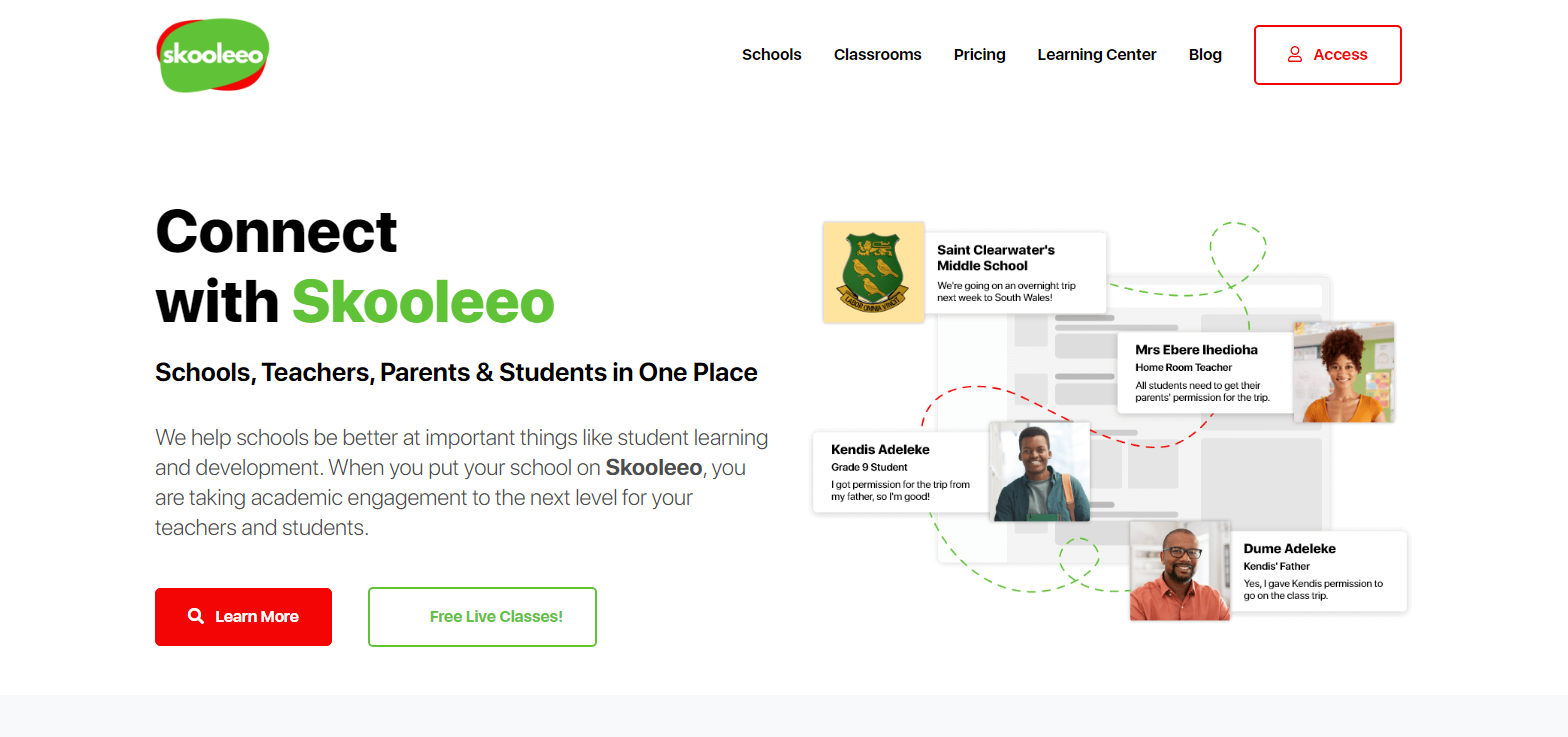 skooleeo
Schools
Classrooms
Pricing
Learning Center
Blog
Access
Connect
with Skooleeo
Schools, Teachers, Parents & Students in One Place
We help schools be better at important things like student learning
and development. When you put your school on Skooleeo, you
are taking academic engagement to the next level for your
teachers and students.
Learn More
Free Live Classes!
Saint Clearwater's
Middle School
We're going on an overnight trip
next week to South Wales!
LABOR OMNIA VINCIT
Mrs Ebere Ihedioha
Home Room Teacher
All students need to get their
parents' permission for the trip.
Kendis Adeleke
Grade 9 Student
I got permission for the trip from
my father, so I'm good!
Dume Adeleke
Kendis' Father
Yes, I gave Kendis permission to
go on the class trip.